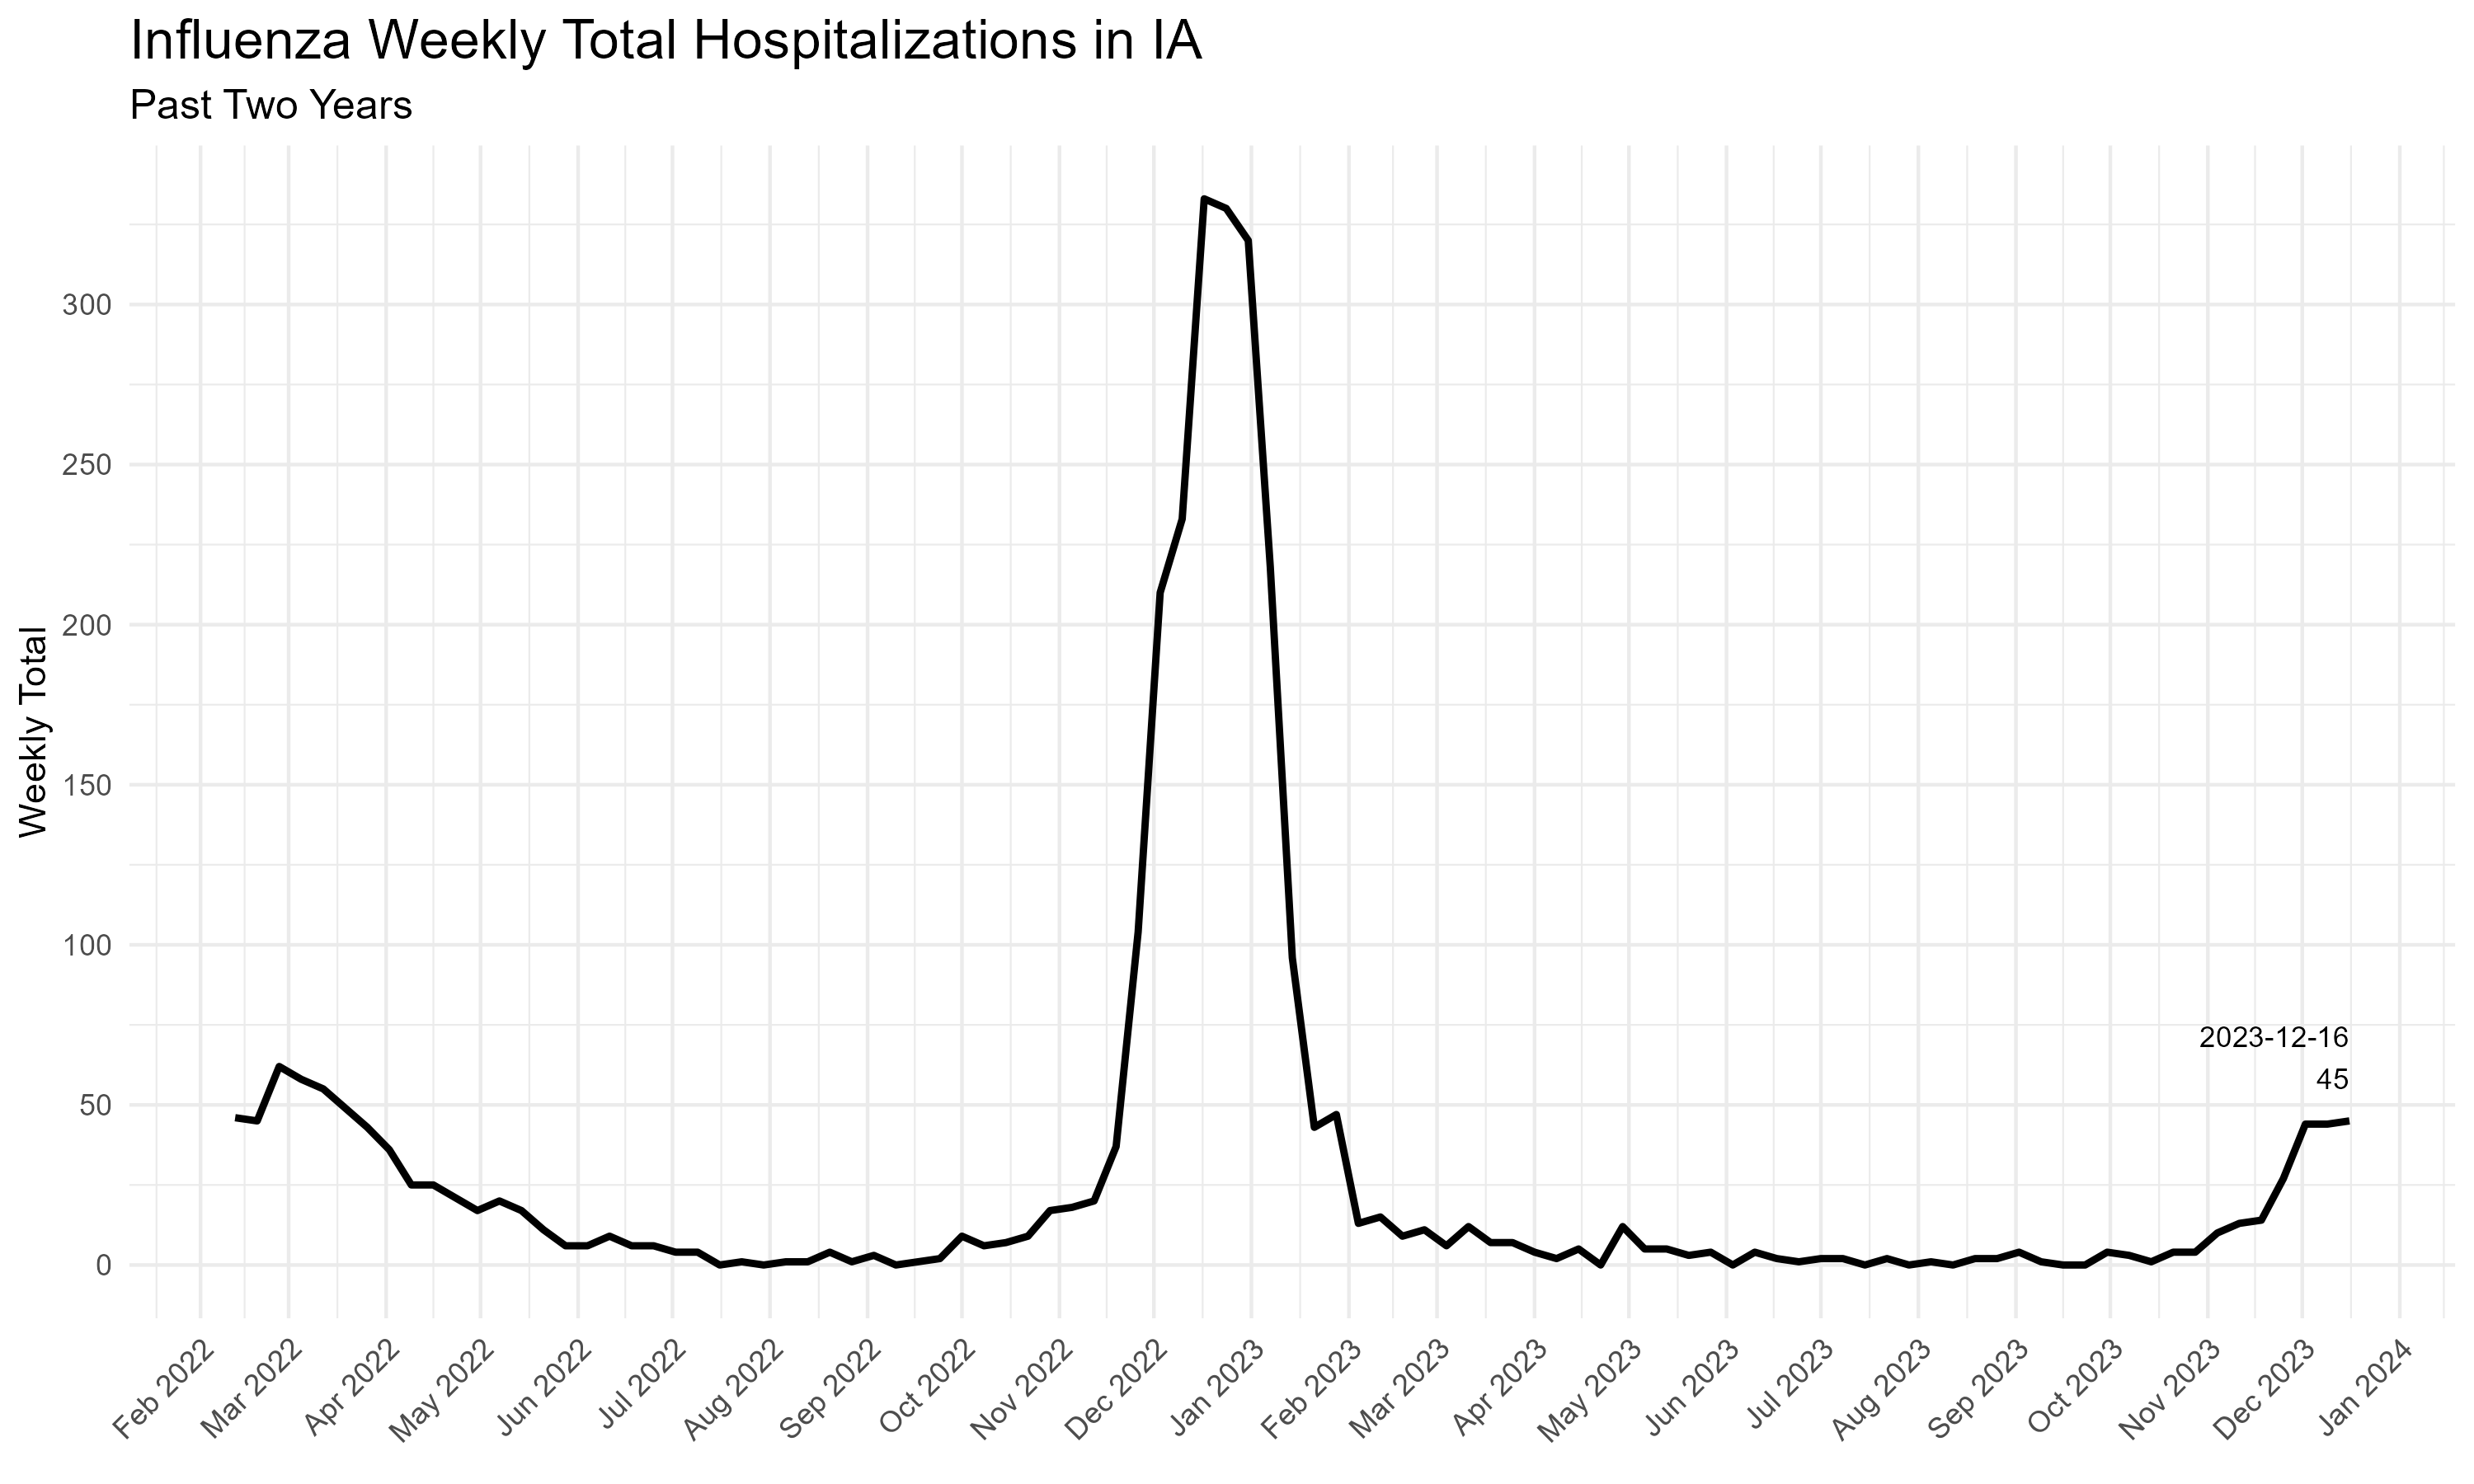 Influenza Weekly Total Hospitalizations in IA
Past Two Years
Weekly Total
300
250
200
150
100
50
0
2023-12-16
45
Feb 2022
Mar 2022
Apr 2022
May 2022
Jun 2022
Jul 2022
Aug 2022
Sep 2022
Oct 2022
Nov 2022
Dec 2022
Jan 2023
Feb 2023
Mar 2023
Apr 2023
May 2023
Jun 2023
Jul 2023
Aug 2023
Sep 2023
Oct 2023
Nov 2023
Dec 2023
Jan 2024